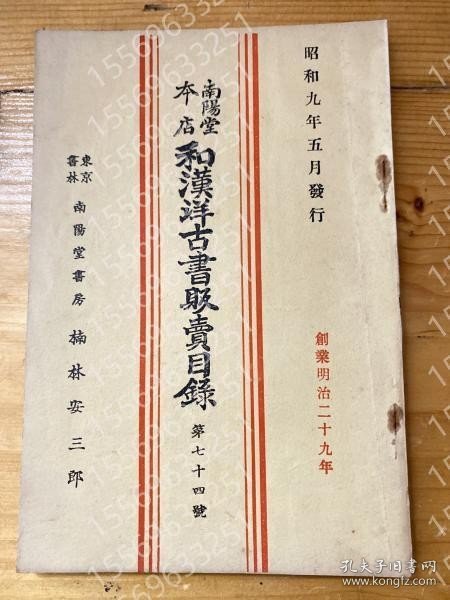 昭和九年五月發行
創業明治二十九年
南陽堂
本店
和漢洋古書販賣目錄
第七十四號
東京
書林
南陽堂書房
楠林安三郎
15569633251
孔夫子旧书网
www.kongfz.com